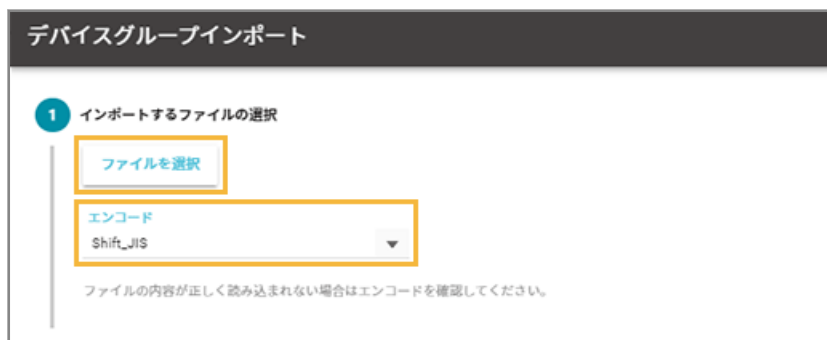 デバイスグループインポート
1 インポートするファイルの選択
ファイルを選択
エンコード
Shift_JIS
ファイルの内容が正しく読み込まれない場合はエンコードを確認してください。